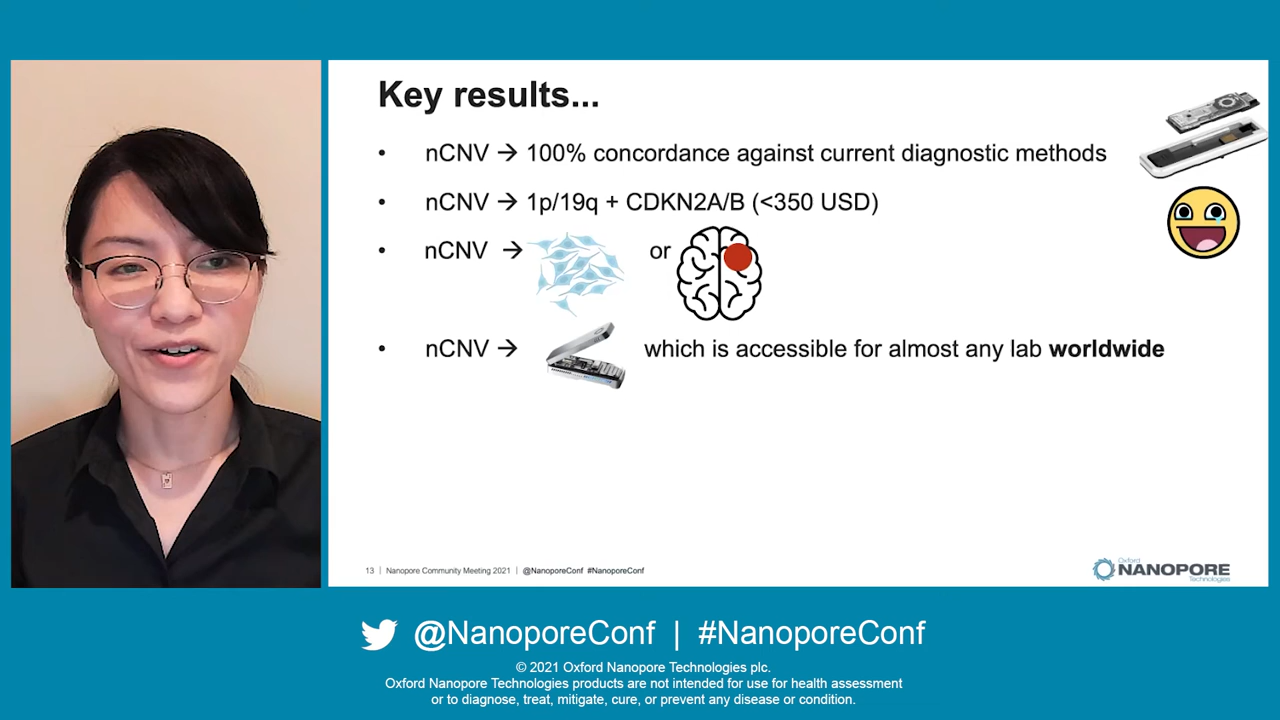 Key results...
• nCNV → 100% concordance against current diagnostic methods
• nCNV → 1p/19q + CDKN2A/B (<350 USD)
• nCNV → or
• nCNV → which is accessible for almost any lab worldwide
13 | Nanopore Community Meeting 2021 | @NanoporeConf #NanoporeConf
Oxford
NANOPORE
Technologies
@NanoporeConf | #NanoporeConf
© 2021 Oxford Nanopore Technologies plc.
Oxford Nanopore Technologies products are not intended for use for health assessment
or to diagnose, treat, mitigate, cure, or prevent any disease or condition.